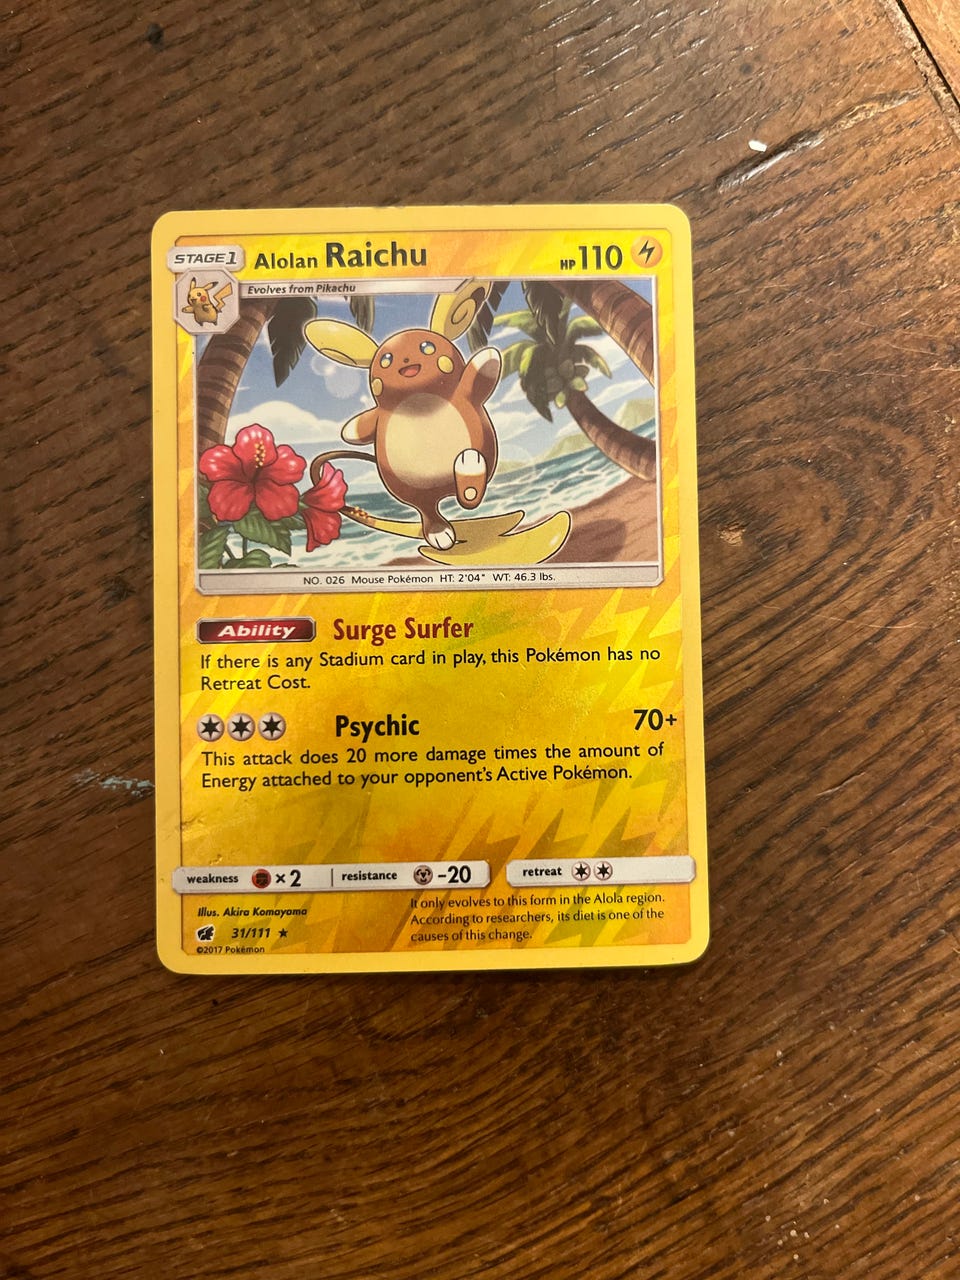 STAGE1 Alolan Raichu HP110
Evolves from Pikachu
NO. 026 Mouse Pokémon HT: 2'04" WT: 46.3 lbs.
Ability Surge Surfer
If there is any Stadium card in play, this Pokémon has no
Retreat Cost.
Psychic 70+
This attack does 20 more damage times the amount of
Energy attached to your opponent's Active Pokémon.
weakness ×2 resistance -20 retreat
Illus. Akira Komayama
31/111 ★
©2017 Pokémon
It only evolves to this form in the Alola region.
According to researchers, its diet is one of the
causes of this change.